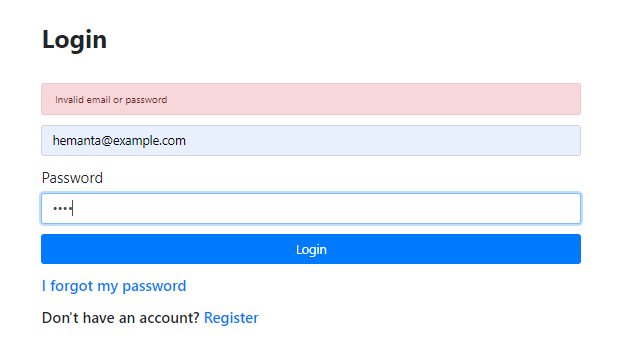 Login
Invalid email or password
hemanta@example.com
Password
••••
Login
I forgot my password
Don't have an account? Register